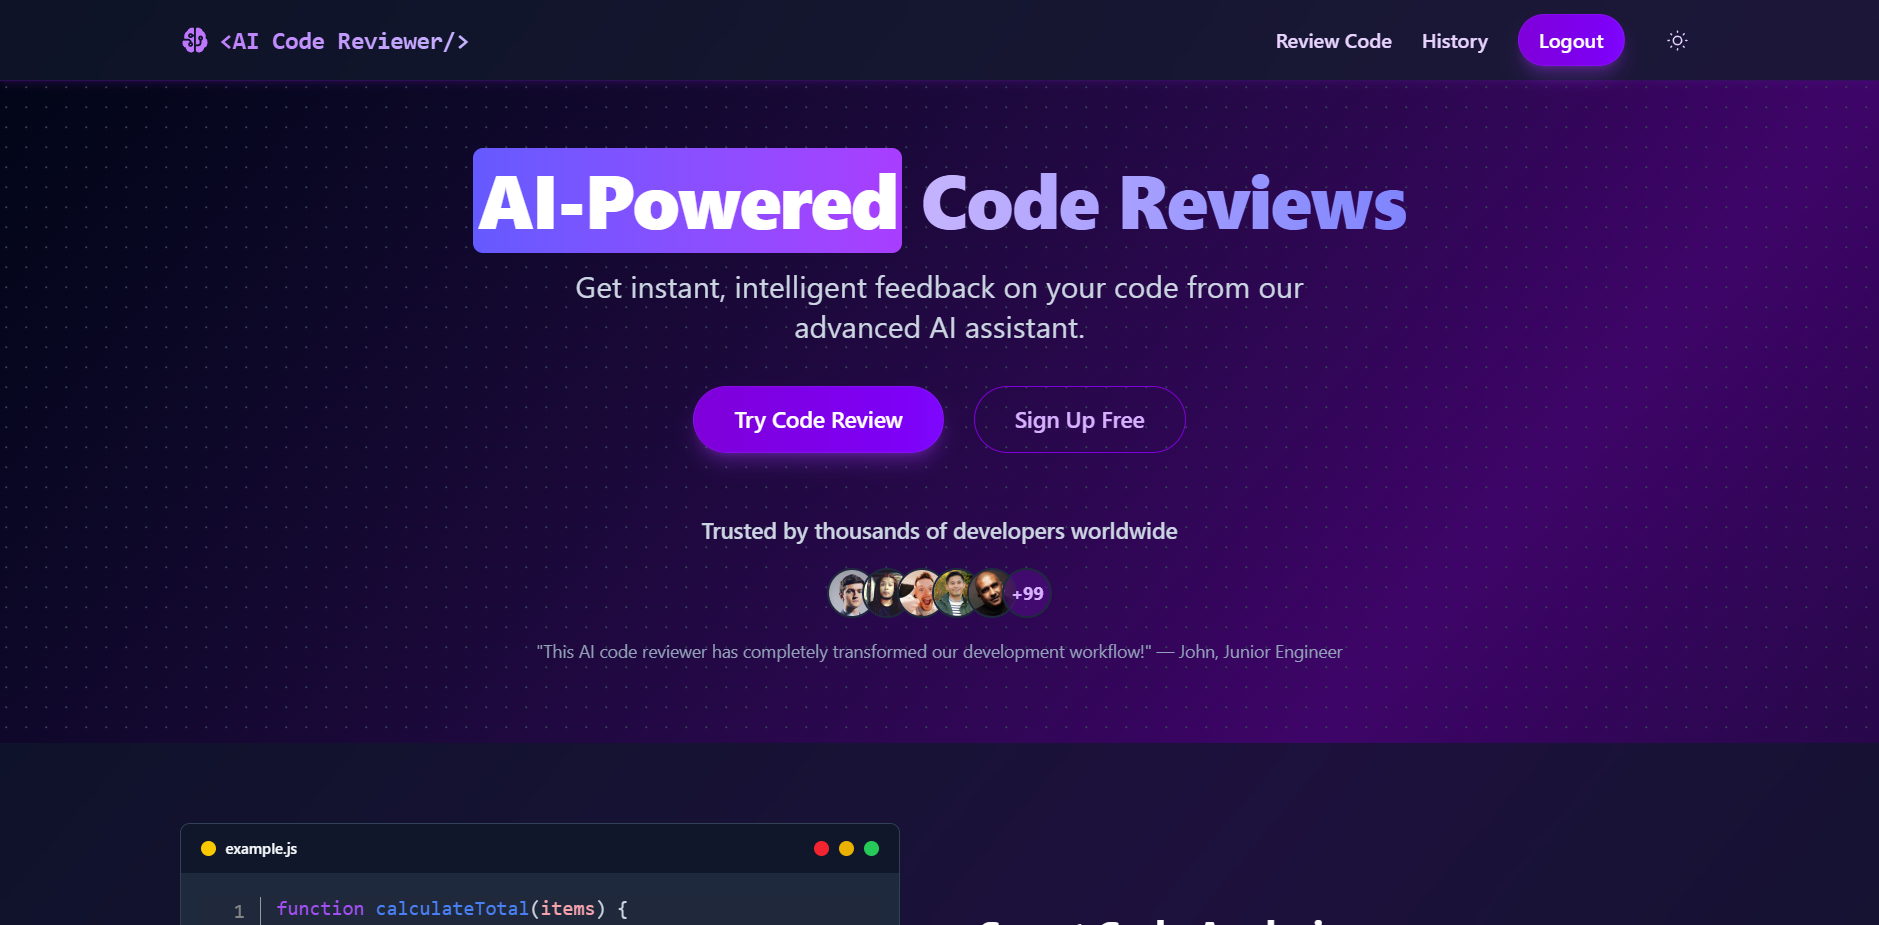 <AI Code Reviewer/>
Review Code
History
Logout
AI-Powered Code Reviews
Get instant, intelligent feedback on your code from our
advanced AI assistant.
Try Code Review
Sign Up Free
Trusted by thousands of developers worldwide
+99
"This AI code reviewer has completely transformed our development workflow!" — John, Junior Engineer
example.js
1 function calculateTotal(items) {